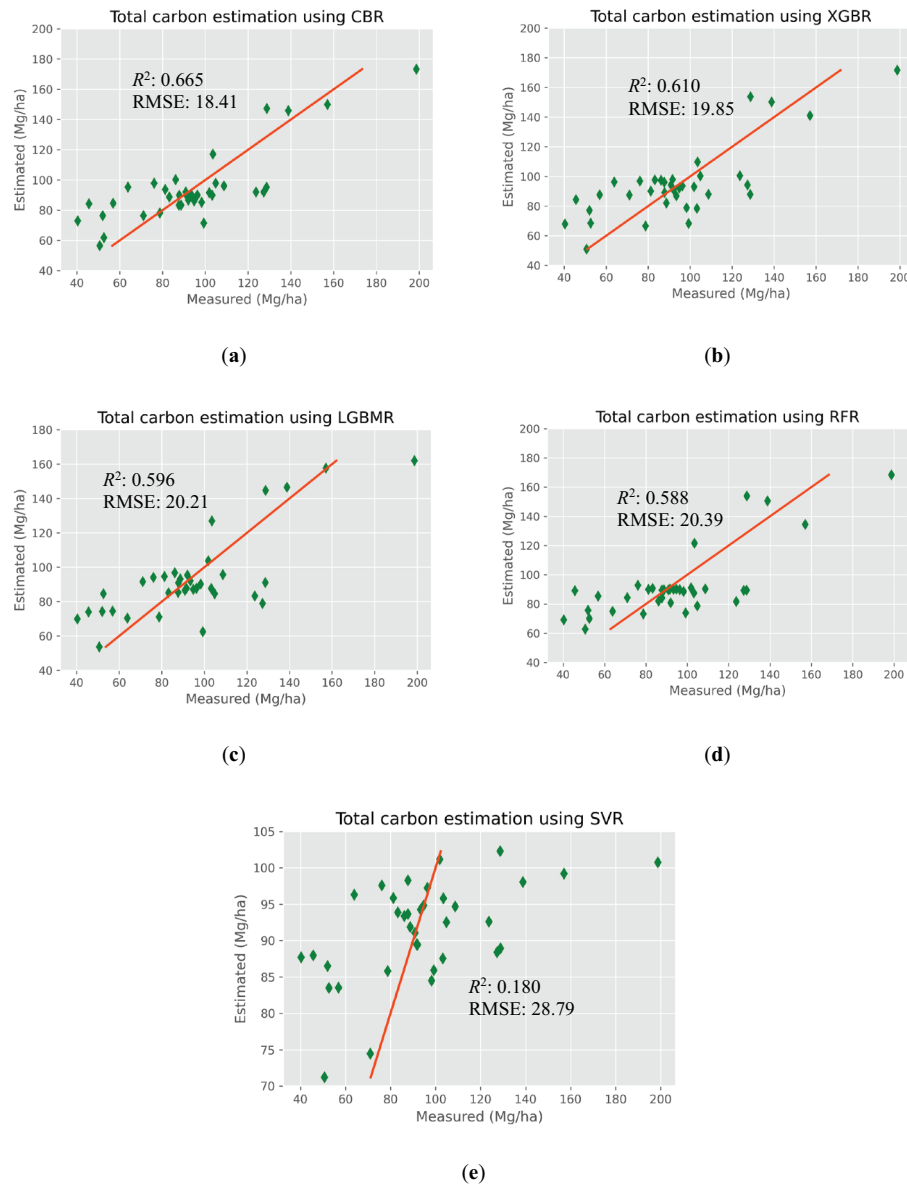 Total carbon estimation using CBR
R²: 0.665
RMSE: 18.41
Estimated (Mg/ha)
200
180
160
140
120
100
80
60
40
40 60 80 100 120 140 160 180 200
Measured (Mg/ha)
(a)
Total carbon estimation using XGBR
R²: 0.610
RMSE: 19.85
Estimated (Mg/ha)
200
180
160
140
120
100
80
60
40
40 60 80 100 120 140 160 180 200
Measured (Mg/ha)
(b)
Total carbon estimation using LGBMR
R²: 0.596
RMSE: 20.21
Estimated (Mg/ha)
180
160
140
120
100
80
60
40
40 60 80 100 120 140 160 180 200
Measured (Mg/ha)
(c)
Total carbon estimation using RFR
R²: 0.588
RMSE: 20.39
Estimated (Mg/ha)
200
180
160
140
120
100
80
60
40
40 60 80 100 120 140 160 180 200
Measured (Mg/ha)
(d)
Total carbon estimation using SVR
R²: 0.180
RMSE: 28.79
Estimated (Mg/ha)
105
100
95
90
85
80
75
70
40 60 80 100 120 140 160 180 200
Measured (Mg/ha)
(e)